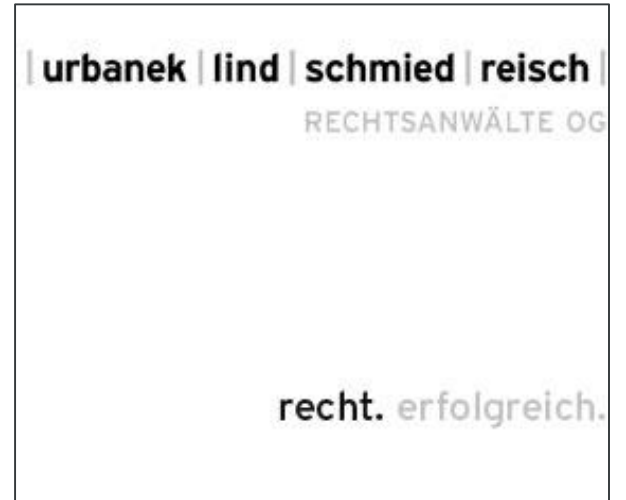 | urbanek | lind | schmied | reisch |
RECHTSANWÄLTE OG
recht. erfolgreich.